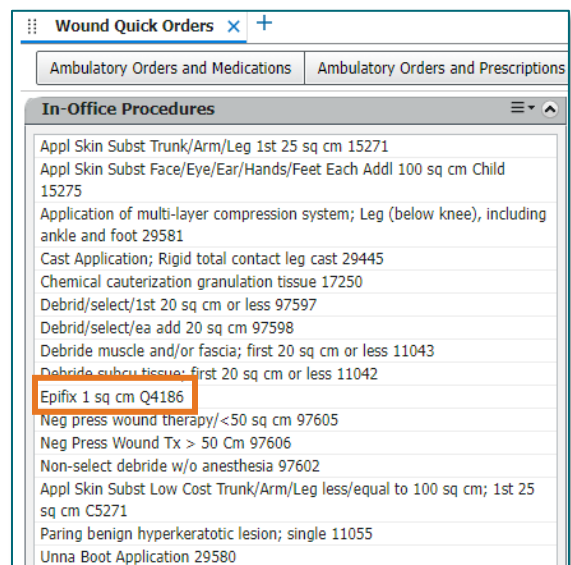 Wound Quick Orders × +
Ambulatory Orders and Medications Ambulatory Orders and Prescriptions
In-Office Procedures
Appl Skin Subst Trunk/Arm/Leg 1st 25 sq cm 15271
Appl Skin Subst Face/Eye/Ear/Hands/Feet Each Addl 100 sq cm Child
15275
Application of multi-layer compression system; Leg (below knee), including
ankle and foot 29581
Cast Application; Rigid total contact leg cast 29445
Chemical cauterization granulation tissue 17250
Debrid/select/1st 20 sq cm or less 97597
Debrid/select/ea add 20 sq cm 97598
Debride muscle and/or fascia; first 20 sq cm or less 11043
Debride subcu tissue; first 20 sq cm or less 11042
Epifix 1 sq cm Q4186
Neg press wound therapy/<50 sq cm 97605
Neg Press Wound Tx > 50 Cm 97606
Non-select debride w/o anesthesia 97602
Appl Skin Subst Low Cost Trunk/Arm/Leg less/equal to 100 sq cm; 1st 25
sq cm C5271
Paring benign hyperkeratotic lesion; single 11055
Unna Boot Application 29580